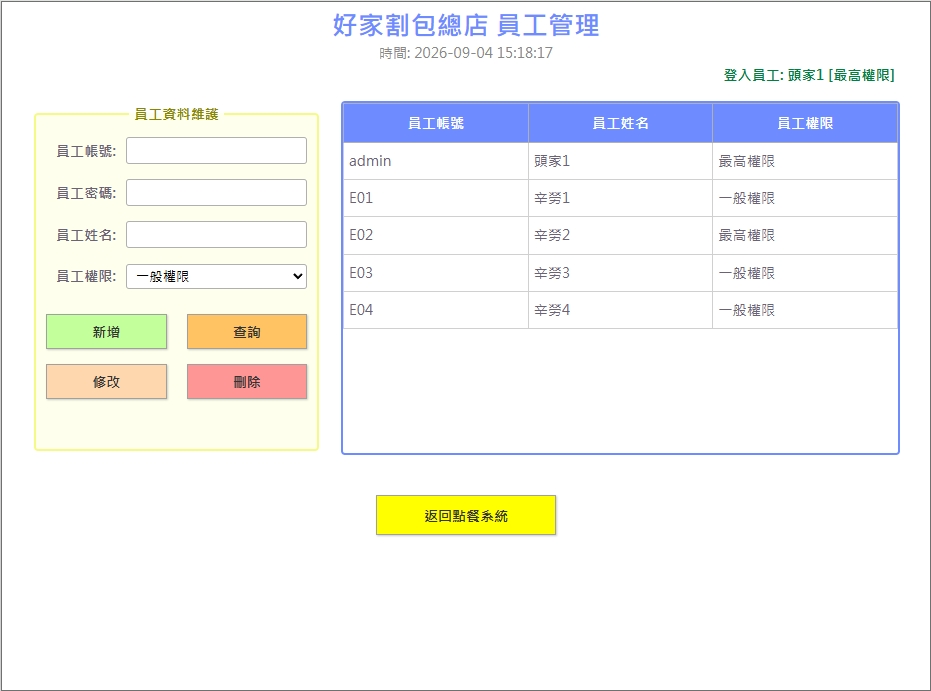 好家割包總店 員工管理
時間: 2026-09-04 15:18:17
登入員工: 頭家1 [最高權限]
員工資料維護
員工帳號:
員工密碼:
員工姓名:
員工權限: 一般權限
新增 查詢
修改 刪除
員工帳號 員工姓名 員工權限
admin 頭家1 最高權限
E01 辛勞1 一般權限
E02 辛勞2 最高權限
E03 辛勞3 一般權限
E04 辛勞4 一般權限
返回點餐系統